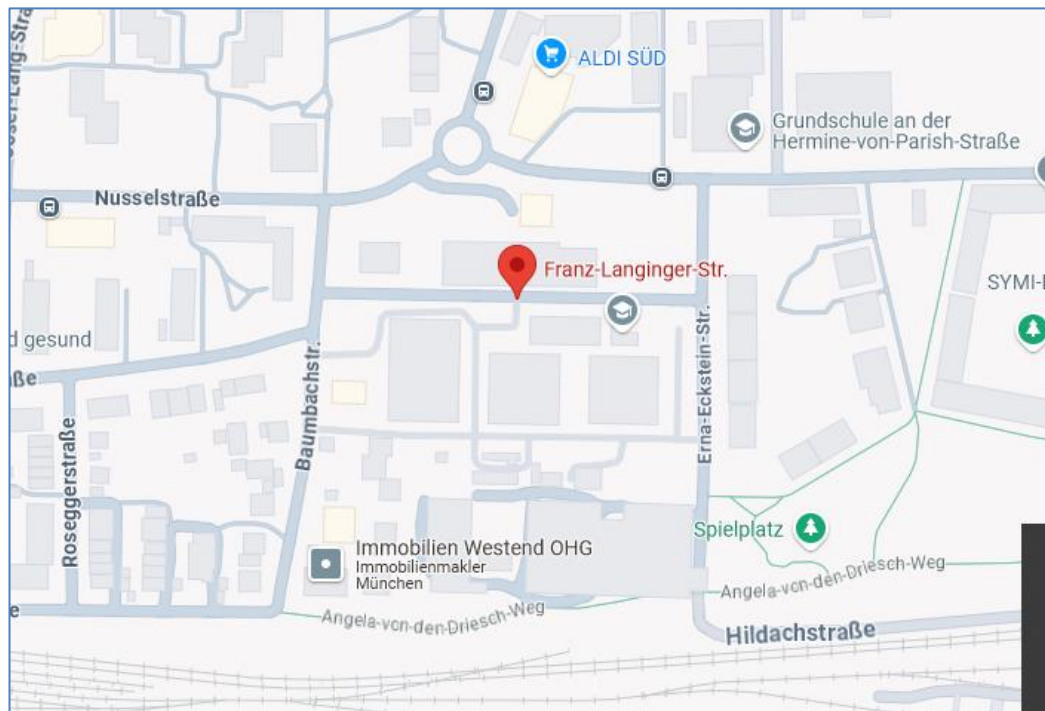 ALDI SÜD
Grundschule an der
Hermine-von-Parish-Straße
Nusselstraße
Franz-Langinger-Str.
SYMI-
d gesund
aße
Baumbachstr.
Erna-Eckstein-Str.
Roseggerstraße
Spielplatz
Immobilien Westend OHG
Immobilienmakler
München
Angela-von-den-Driesch-Weg
Angela-von-den-Driesch-Weg
Hildachstraße